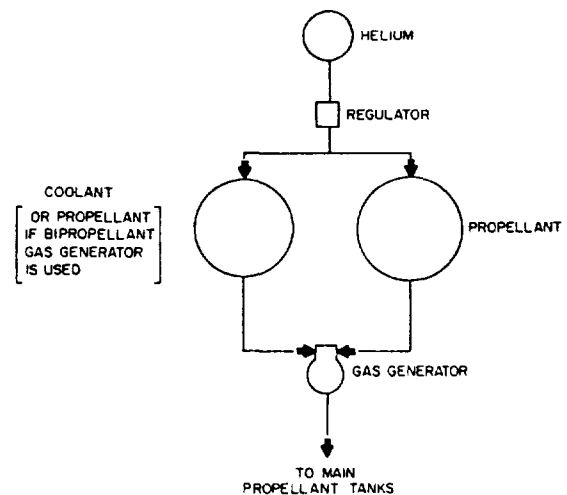 HELIUM
REGULATOR
COOLANT
[OR PROPELLANT
IF BIPROPELLANT
GAS GENERATOR
IS USED]
PROPELLANT
GAS GENERATOR
TO MAIN
PROPELLANT TANKS